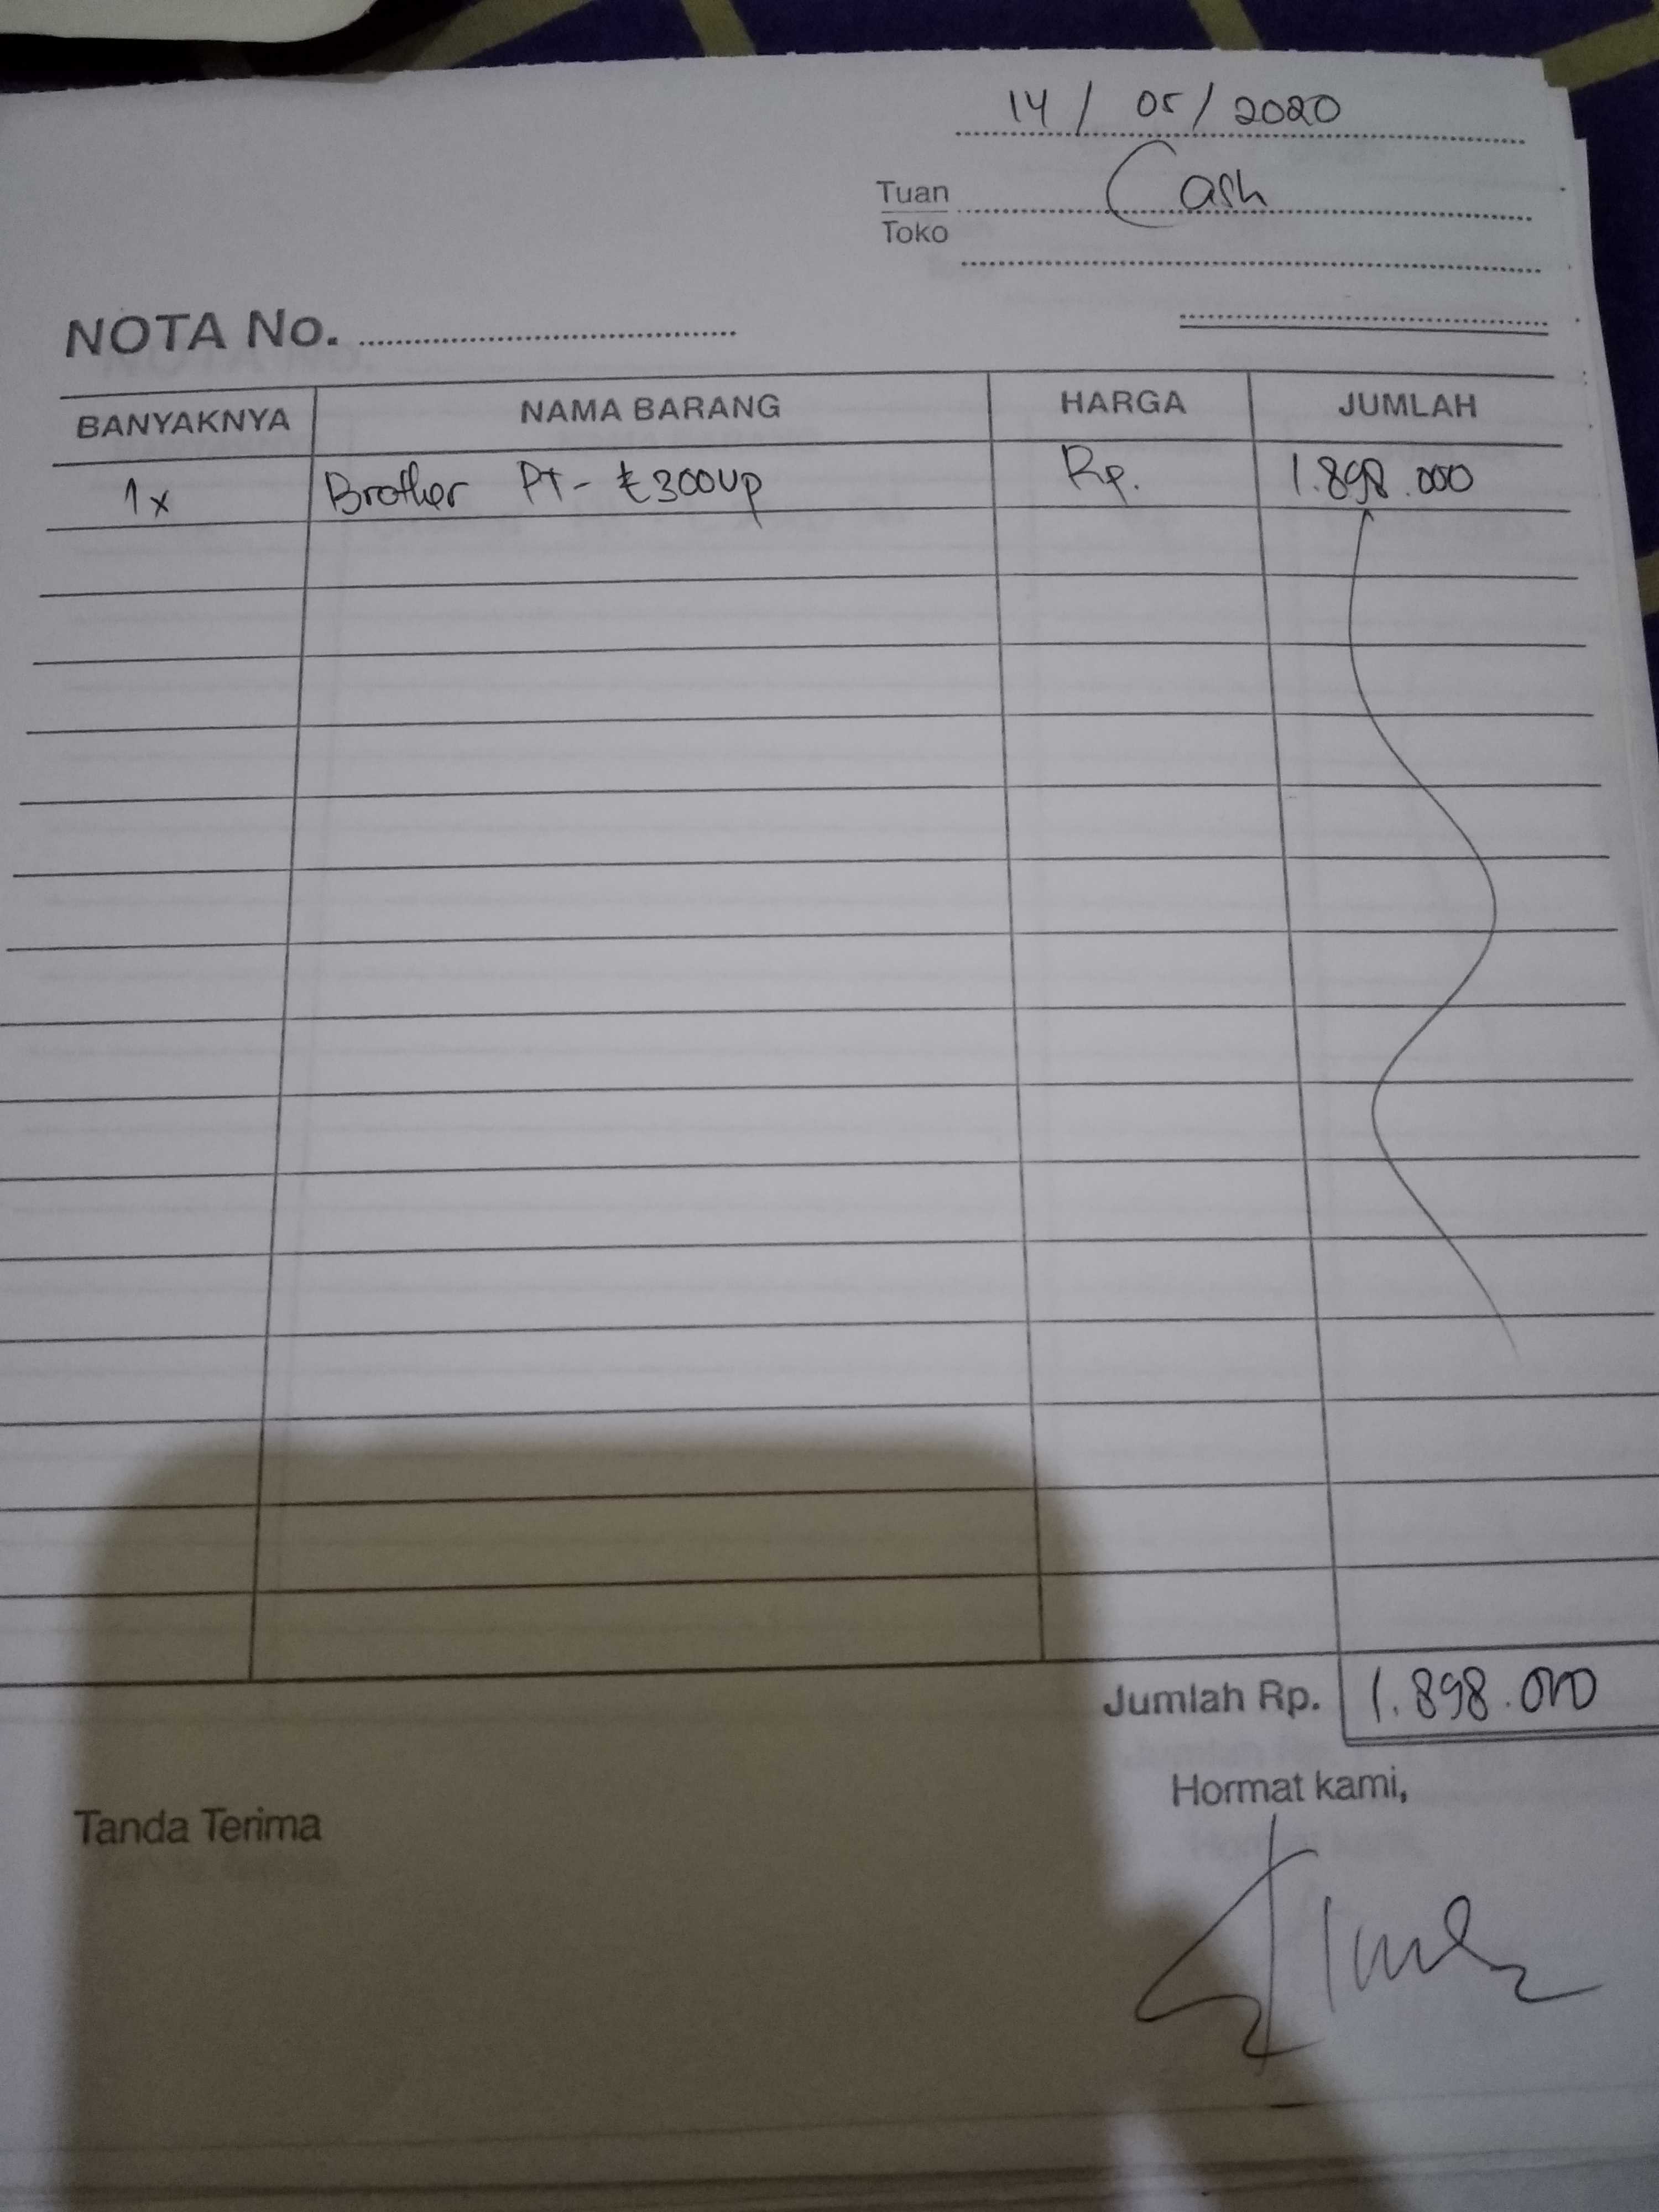 14 / 05 / 2020
Tuan Cash
Toko
NOTA No.
BANYAKNYA NAMA BARANG HARGA JUMLAH
1x Brother PT - E300VP Rp. 1.898.000
Jumlah Rp. 1.898.000
Tanda Terima
Hormat kami,